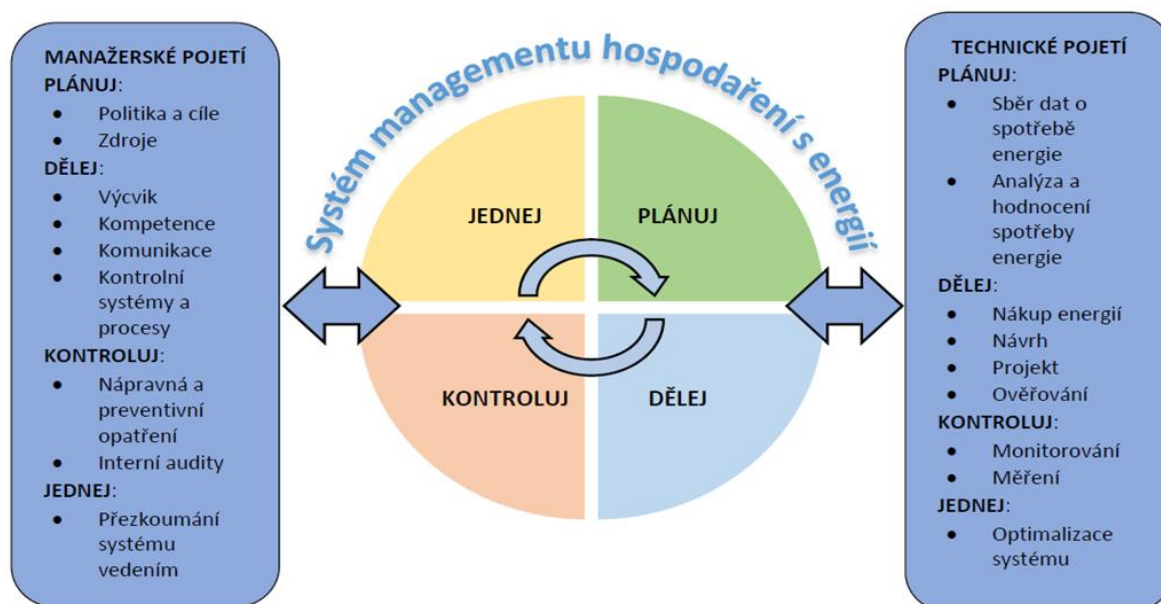 MANAŽERSKÉ POJETÍ
PLÁNUJ:
• Politika a cíle
• Zdroje
DĚLEJ:
• Výcvik
• Kompetence
• Komunikace
• Kontrolní
systémy a
procesy
KONTROLUJ:
• Nápravná a
preventivní
opatření
• Interní audity
JEDNEJ:
• Přezkoumání
systému
vedením
Systém managementu hospodaření s energií
JEDNEJ
PLÁNUJ
KONTROLUJ
DĚLEJ
TECHNICKÉ POJETÍ
PLÁNUJ:
• Sběr dat o
spotřebě
energie
• Analýza a
hodnocení
spotřeby
energie
DĚLEJ:
• Nákup energií
• Návrh
• Projekt
• Ověřování
KONTROLUJ:
• Monitorování
• Měření
JEDNEJ:
• Optimalizace
systému